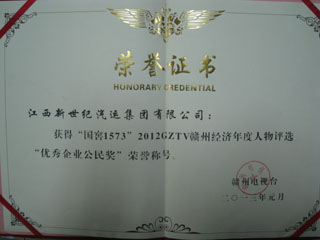 荣誉证书
HONORARY CREDENTIAL
江西新世纪汽运集团有限公司：
获得“国窖1573”2012GZTV赣州经济年度人物评选
“优秀企业公民奖”荣誉称号。
赣州电视台
二〇一三年元月